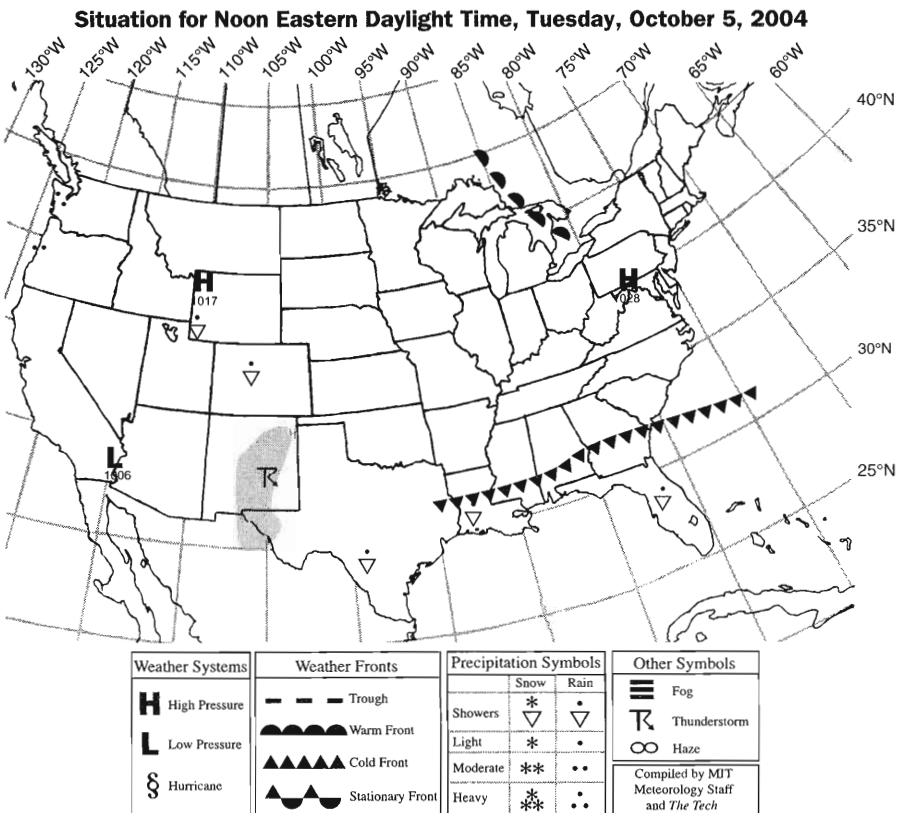 Situation for Noon Eastern Daylight Time, Tuesday, October 5, 2004
130°W 125°W 120°W 115°W 110°W 105°W 100°W 95°W 90°W 85°W 80°W 75°W 70°W 65°W 60°W
40°N
35°N
30°N
25°N
H
1017
H
1028
L
1006
Weather Systems
H High Pressure
L Low Pressure
§ Hurricane
Weather Fronts
Trough
Warm Front
Cold Front
Stationary Front
Precipitation Symbols
Snow Rain
Showers
Light
Moderate
Heavy
Other Symbols
Fog
Thunderstorm
Haze
Compiled by MIT
Meteorology Staff
and The Tech